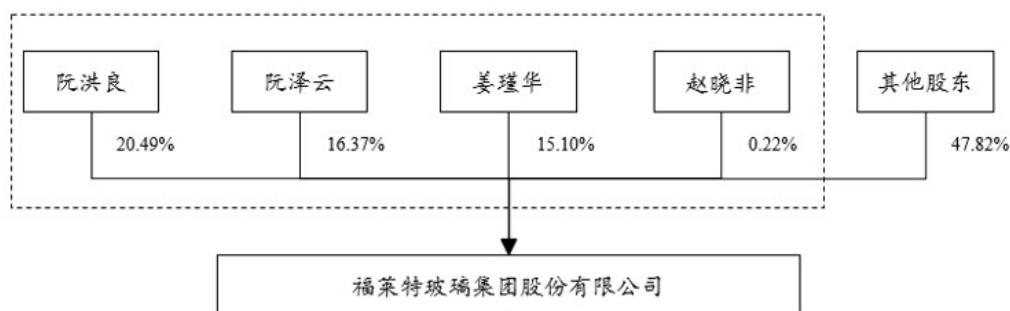 阮洪良 阮泽云 姜瑾华 赵晓非 其他股东
20.49% 16.37% 15.10% 0.22% 47.82%
福莱特玻璃集团股份有限公司